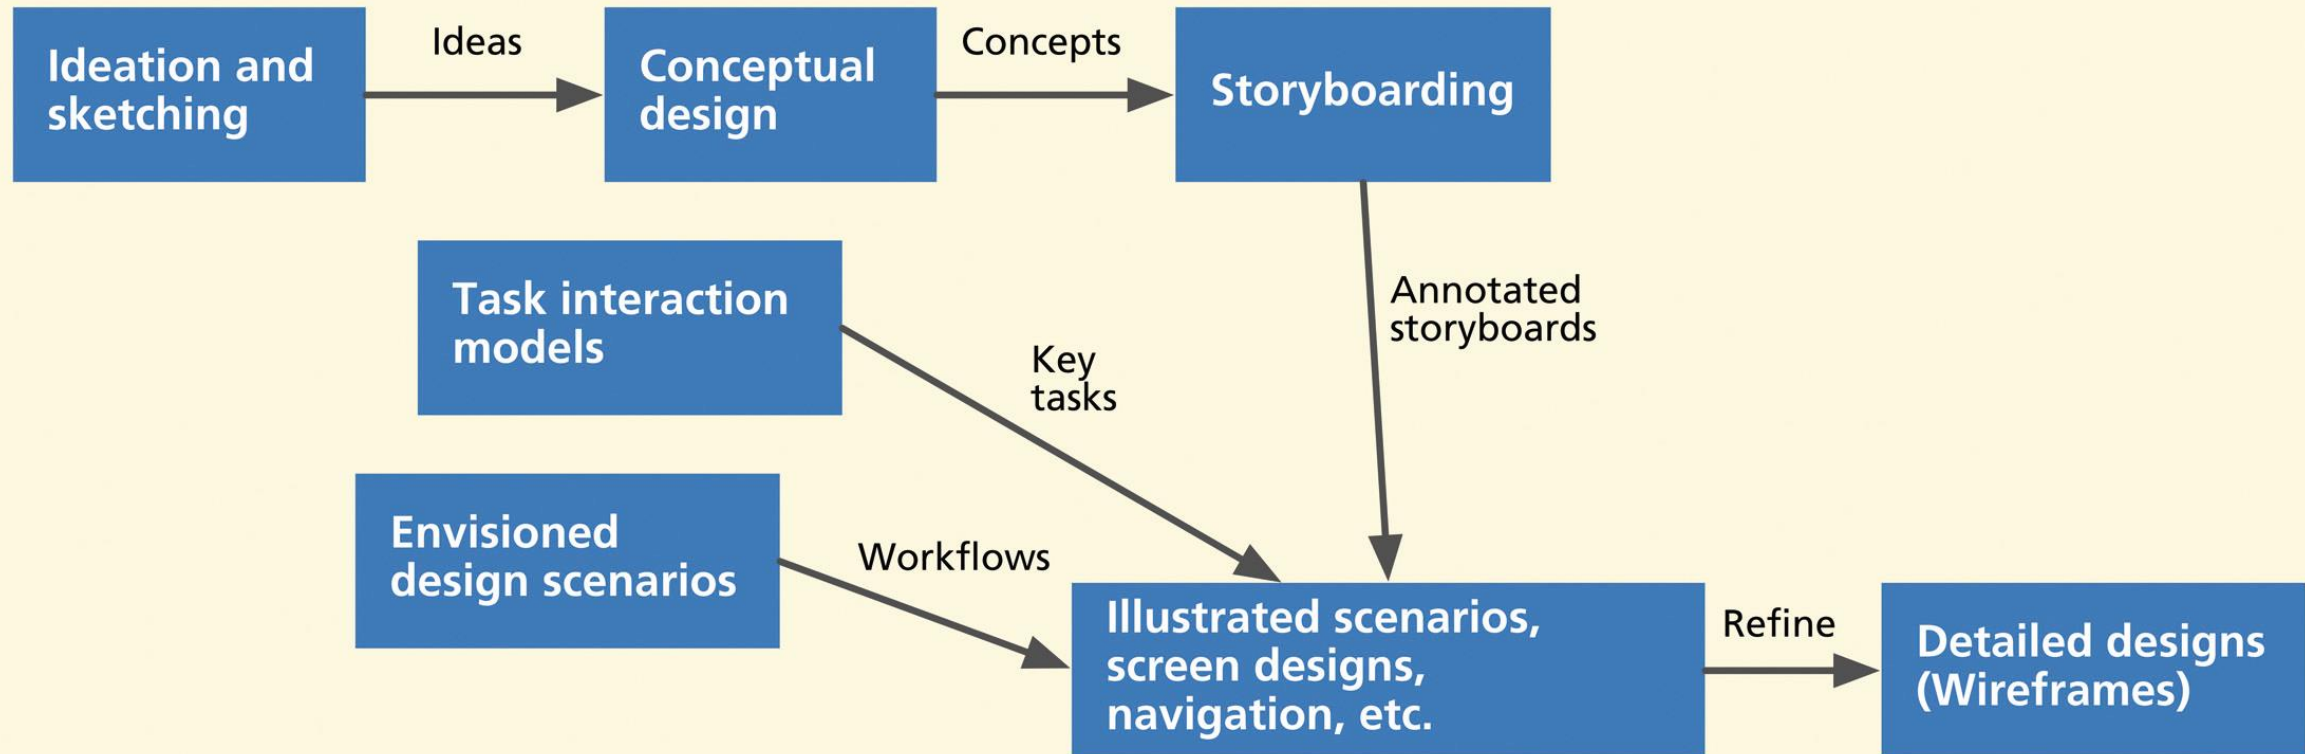 Ideation and
sketching
Ideas
Conceptual
design
Concepts
Storyboarding
Annotated
storyboards
Task interaction
models
Key
tasks
Envisioned
design scenarios
Workflows
Illustrated scenarios,
screen designs,
navigation, etc.
Refine
Detailed designs
(Wireframes)